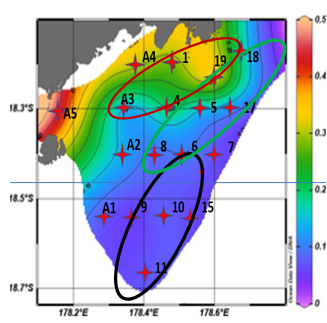 A4 1 19 18
A3 4 5 17
A5
A2 8 6 7
A1 9 10 15
11
18.3°S
18.5°S
18.7°S
178.2°E 178.4°E 178.6°E
0.5
0.4
0.3
0.2
0.1
0
Ocean Data View / DIVA